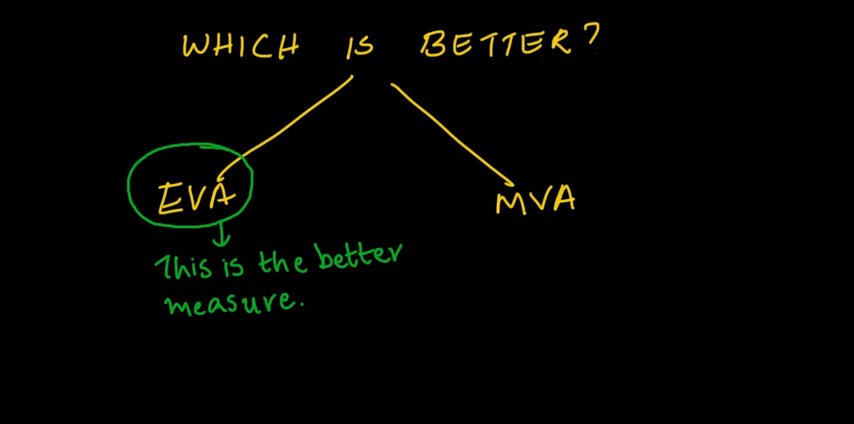 WHICH IS BETTER?
EVA
MVA
This is the better
measure.